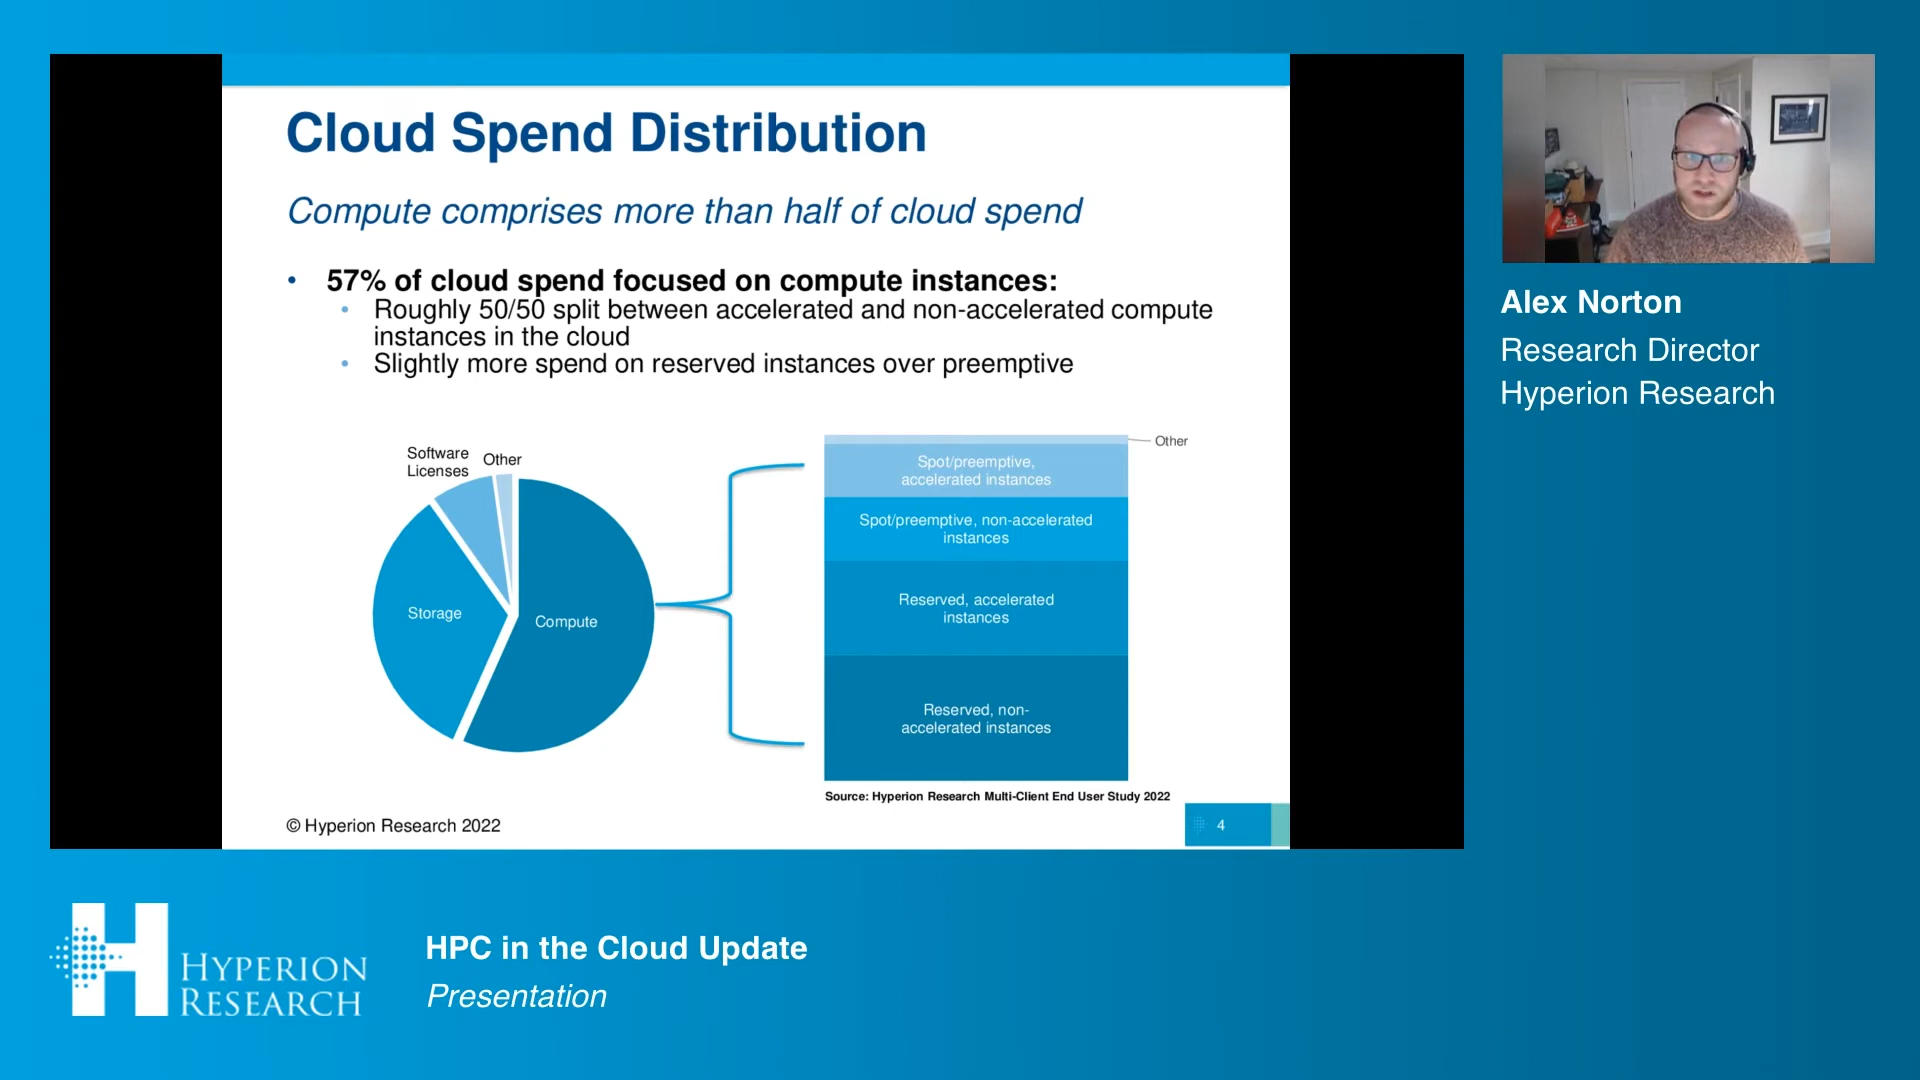 Cloud Spend Distribution
Compute comprises more than half of cloud spend
• 57% of cloud spend focused on compute instances:
• Roughly 50/50 split between accelerated and non-accelerated compute
instances in the cloud
• Slightly more spend on reserved instances over preemptive
Software
Licenses
Other
Storage
Compute
Other
Spot/preemptive,
accelerated instances
Spot/preemptive, non-accelerated
instances
Reserved, accelerated
instances
Reserved, non-
accelerated instances
Source: Hyperion Research Multi-Client End User Study 2022
© Hyperion Research 2022
4
Alex Norton
Research Director
Hyperion Research
HYPERION
RESEARCH
HPC in the Cloud Update
Presentation